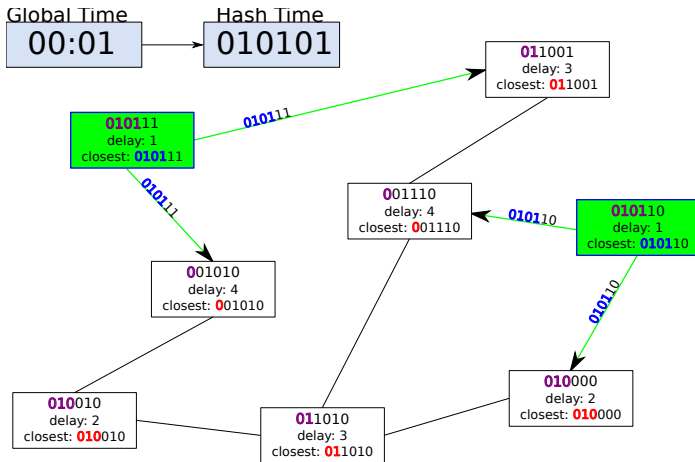 Global Time
Hash Time
00:01
010101
011001
delay: 3
closest: 011001
010111
010111
delay: 1
closest: 010111
010111
001110
delay: 4
closest: 001110
010110
010110
delay: 1
closest: 010110
001010
delay: 4
closest: 001010
010110
010000
delay: 2
closest: 010000
010010
delay: 2
closest: 010010
011010
delay: 3
closest: 011010